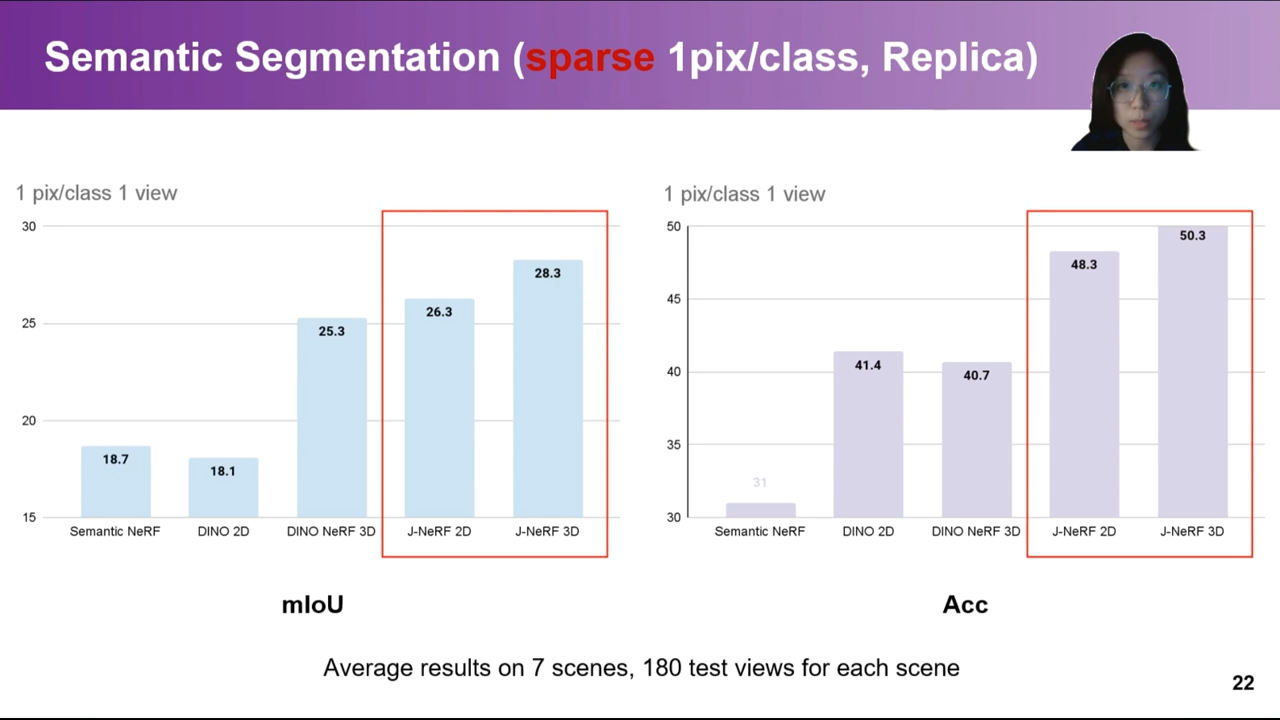 Semantic Segmentation (sparse 1pix/class, Replica)
1 pix/class 1 view
30
25
20
15
18.7
18.1
25.3
26.3
28.3
Semantic NeRF
DINO 2D
DINO NeRF 3D
J-NeRF 2D
J-NeRF 3D
mIoU
1 pix/class 1 view
50
45
40
35
30
31
41.4
40.7
48.3
50.3
Semantic NeRF
DINO 2D
DINO NeRF 3D
J-NeRF 2D
J-NeRF 3D
Acc
Average results on 7 scenes, 180 test views for each scene
22